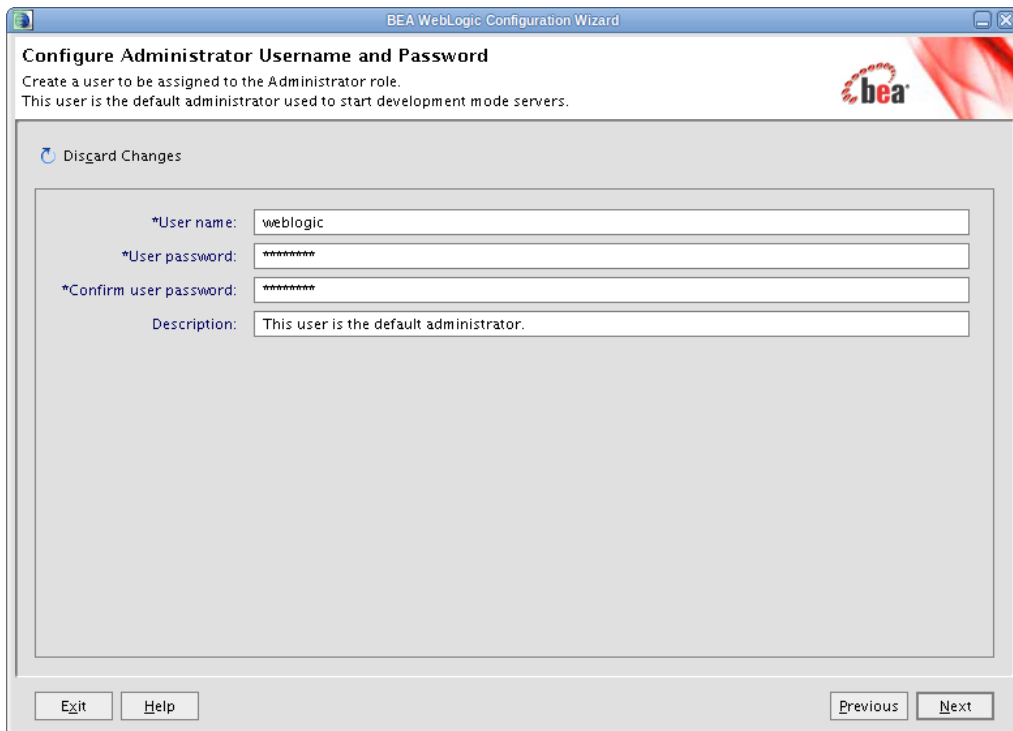 BEA WebLogic Configuration Wizard
Configure Administrator Username and Password
Create a user to be assigned to the Administrator role.
This user is the default administrator used to start development mode servers.
bea
Discard Changes
*User name: weblogic
*User password: ********
*Confirm user password: ********
Description: This user is the default administrator.
Exit Help Previous Next